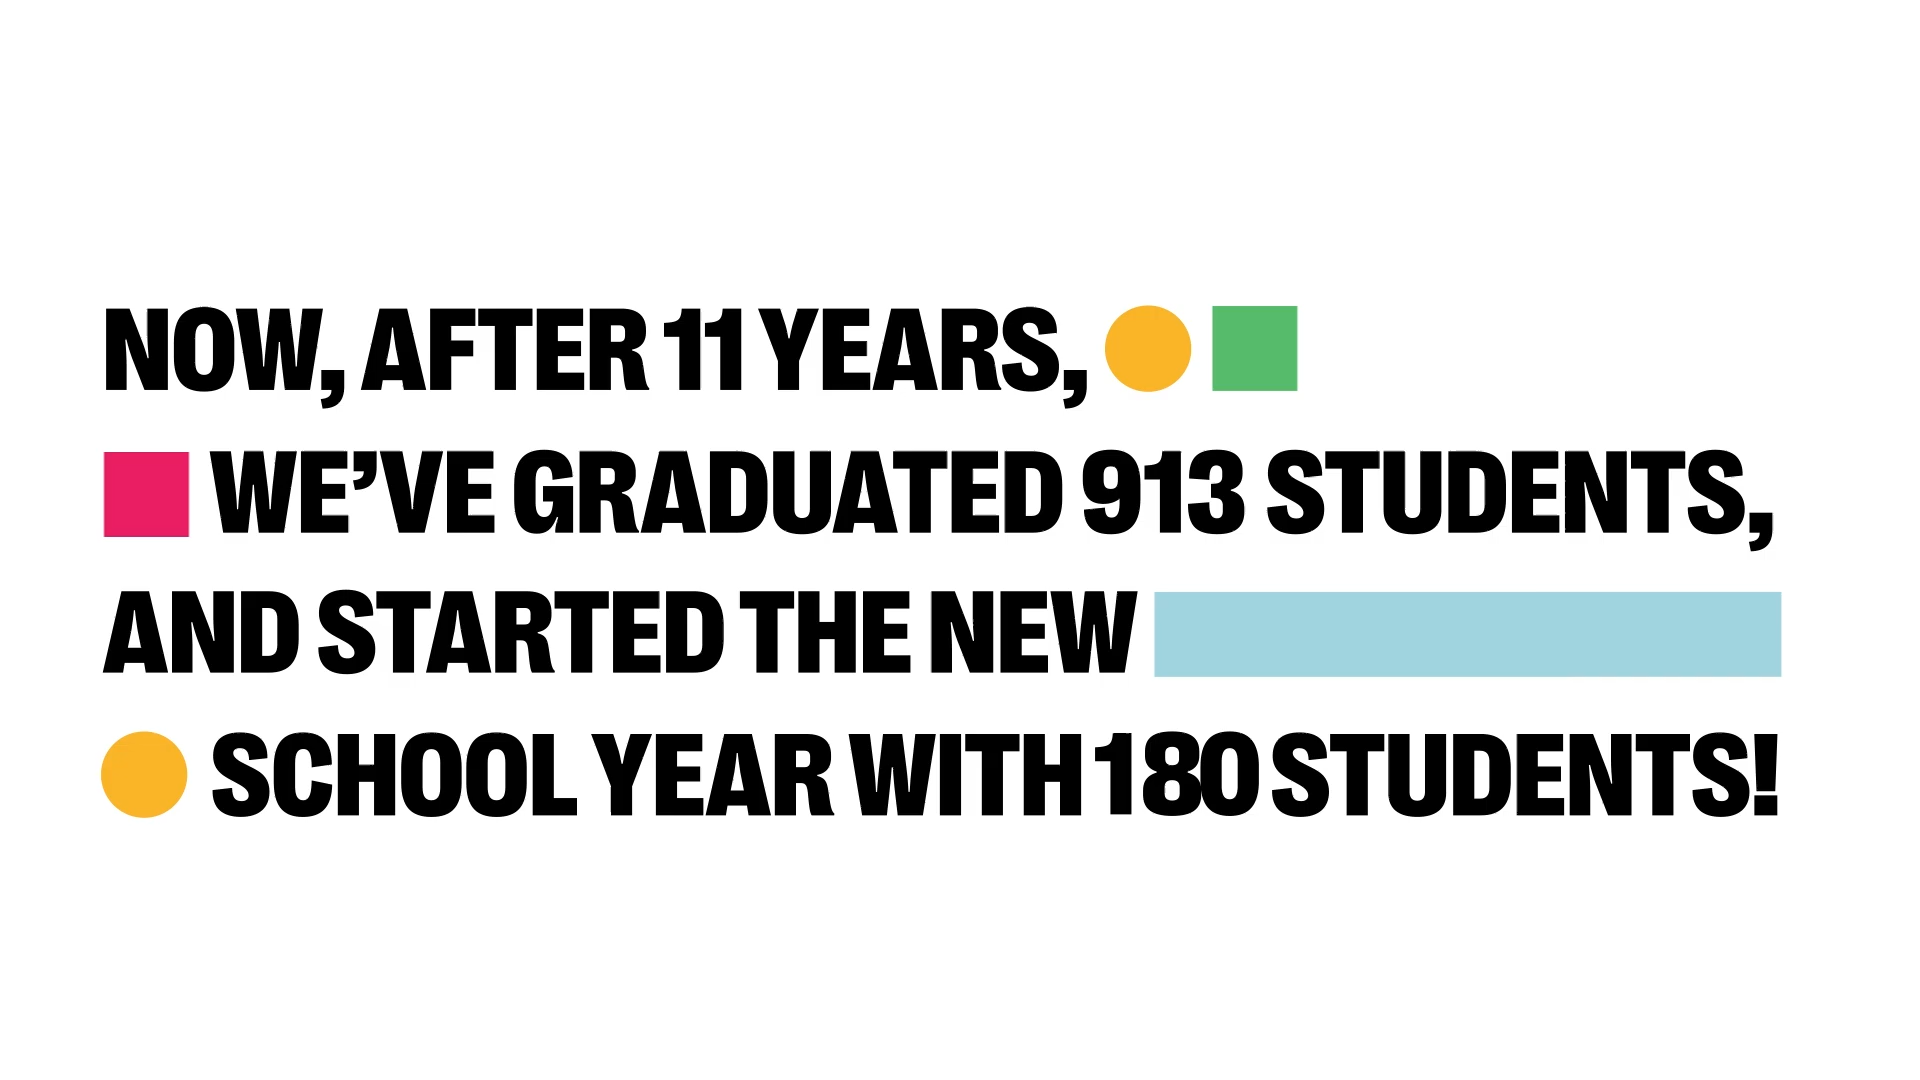 NOW, AFTER 11 YEARS,
WE’VE GRADUATED 913 STUDENTS,
AND STARTED THE NEW
SCHOOL YEAR WITH 180 STUDENTS!